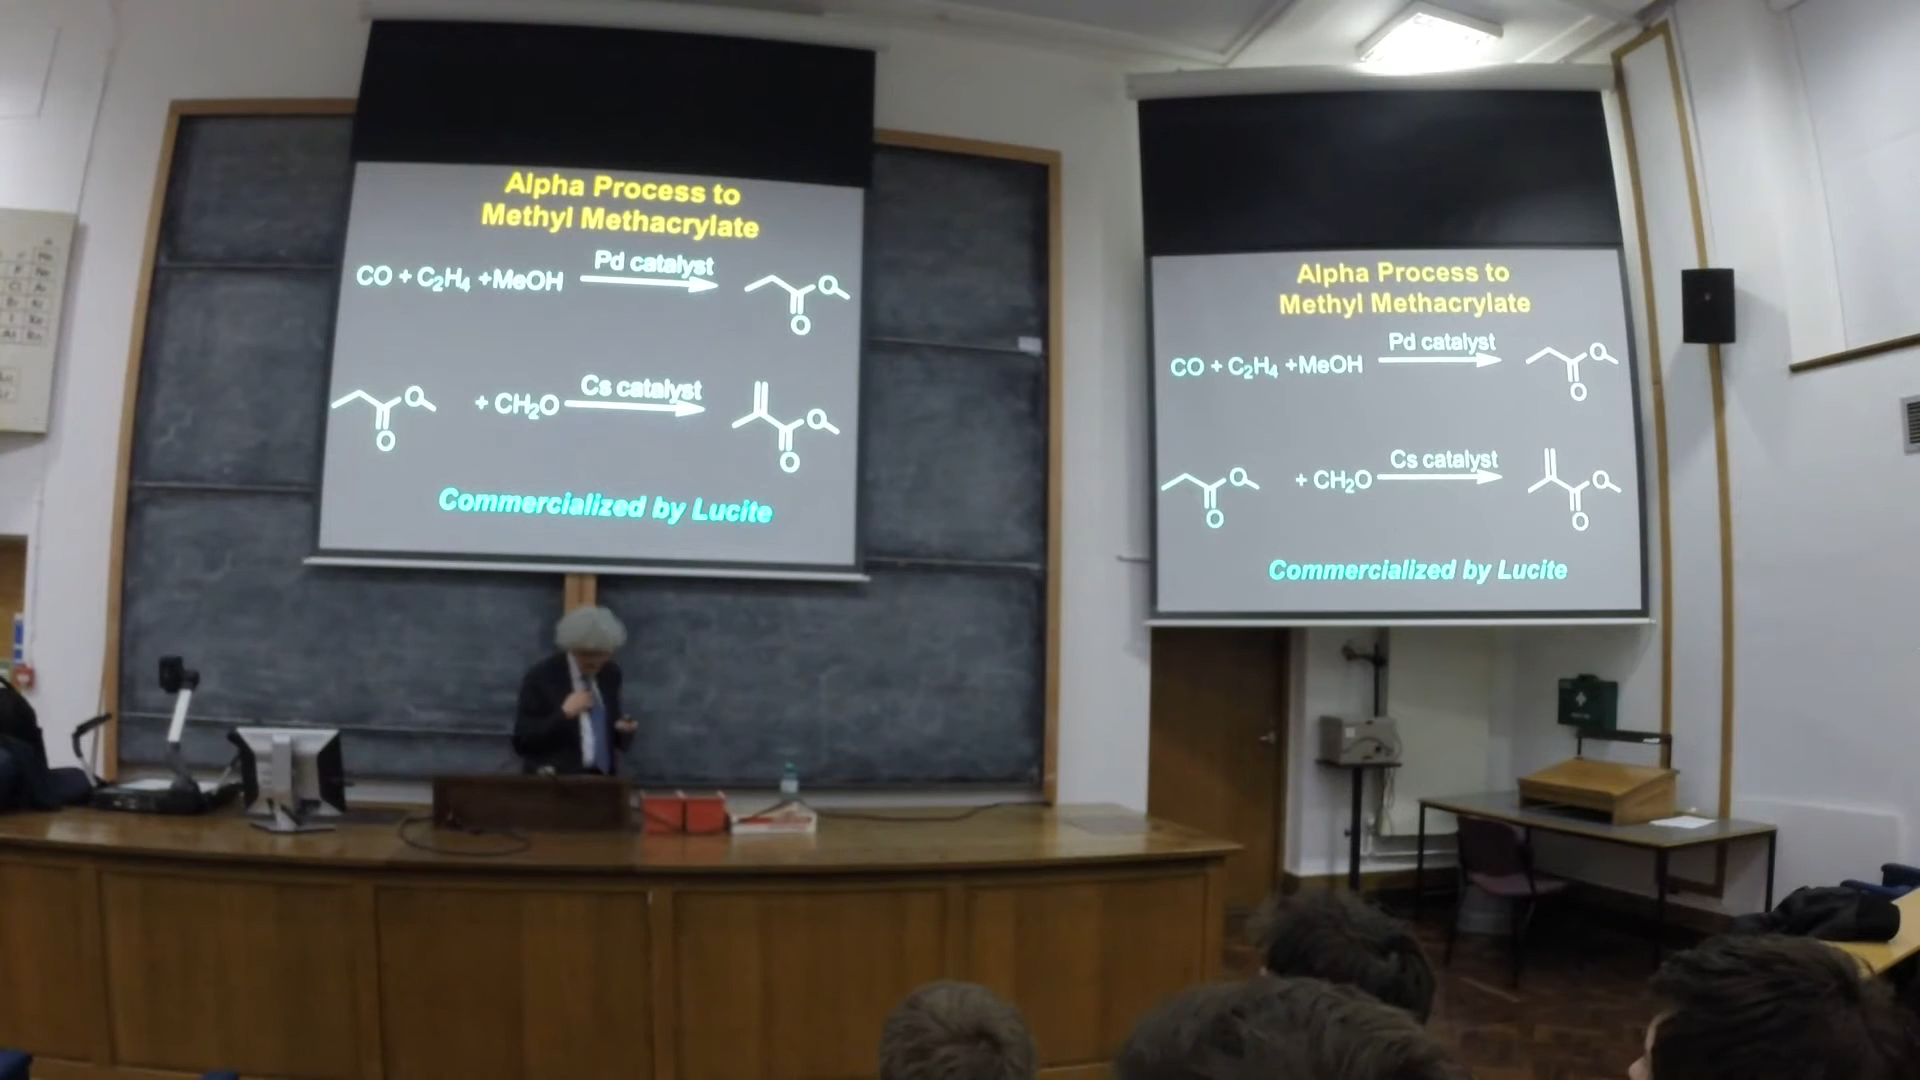 Alpha Process to
Methyl Methacrylate
CO + C₂H₄ +MeOH
Pd catalyst
O
O
O
O
+ CH₂O
Cs catalyst
O
O
Commercialized by Lucite
Alpha Process to
Methyl Methacrylate
CO + C₂H₄ +MeOH
Pd catalyst
O
O
O
O
+ CH₂O
Cs catalyst
O
O
Commercialized by Lucite